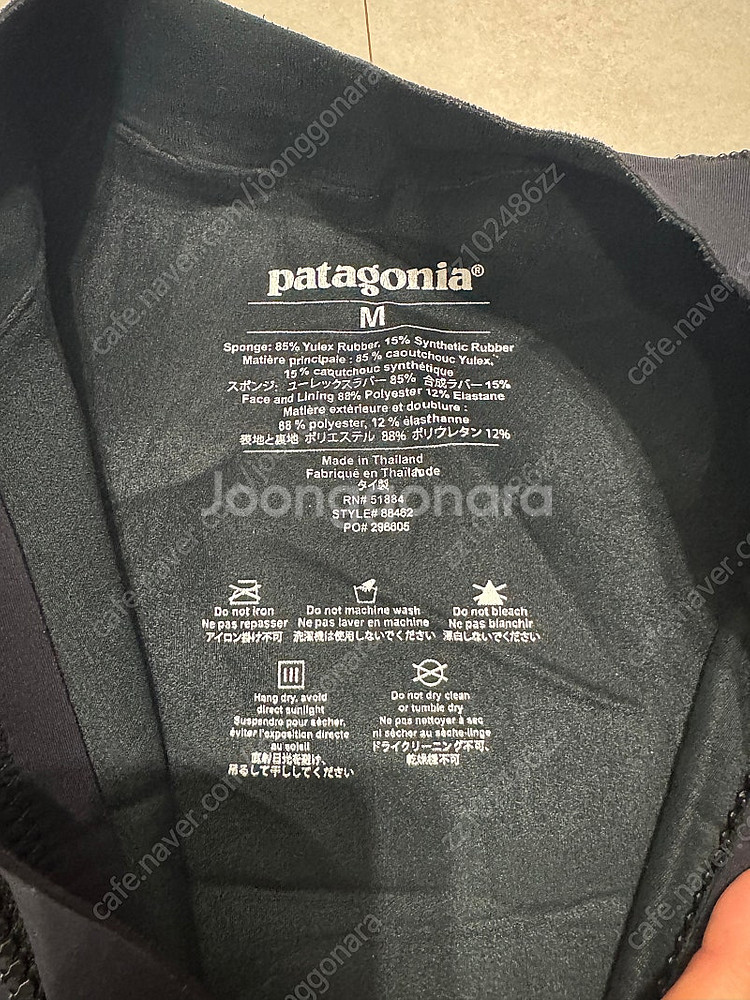 patagonia®
M
Sponge: 85% Yulex Rubber, 15% Synthetic Rubber
Matière principale : 85 % caoutchouc Yulex,
15 % caoutchouc synthétique
スポンジ: ユーレックスラバー 85% 合成ラバー 15%
Face and Lining 88% Polyester 12% Elastane
Matière extérieure et doublure :
88 % polyester, 12 % élasthanne
表地と裏地 ポリエステル 88% ポリウレタン 12%
Made in Thailand
Fabriqué en Thaïlande
タイ製
Joonggonara
RN# 51884
STYLE# 88462
PO# 296605
Do not iron
Ne pas repasser
アイロン掛け不可
Do not machine wash
Ne pas laver en machine
洗濯機は使用しないでください
Do not bleach
Ne pas blanchir
漂白しないでください
Hang dry, avoid
direct sunlight
Suspendre pour sécher,
éviter l'exposition directe
au soleil
直射日光を避け、
吊るして干ししてください
Do not dry clean
or tumble dry
Ne pas nettoyer à sec
ni sécher au sèche-linge
ドライクリーニング不可、
乾燥機不可
cafe.naver.com/joonggonara
z102486zz